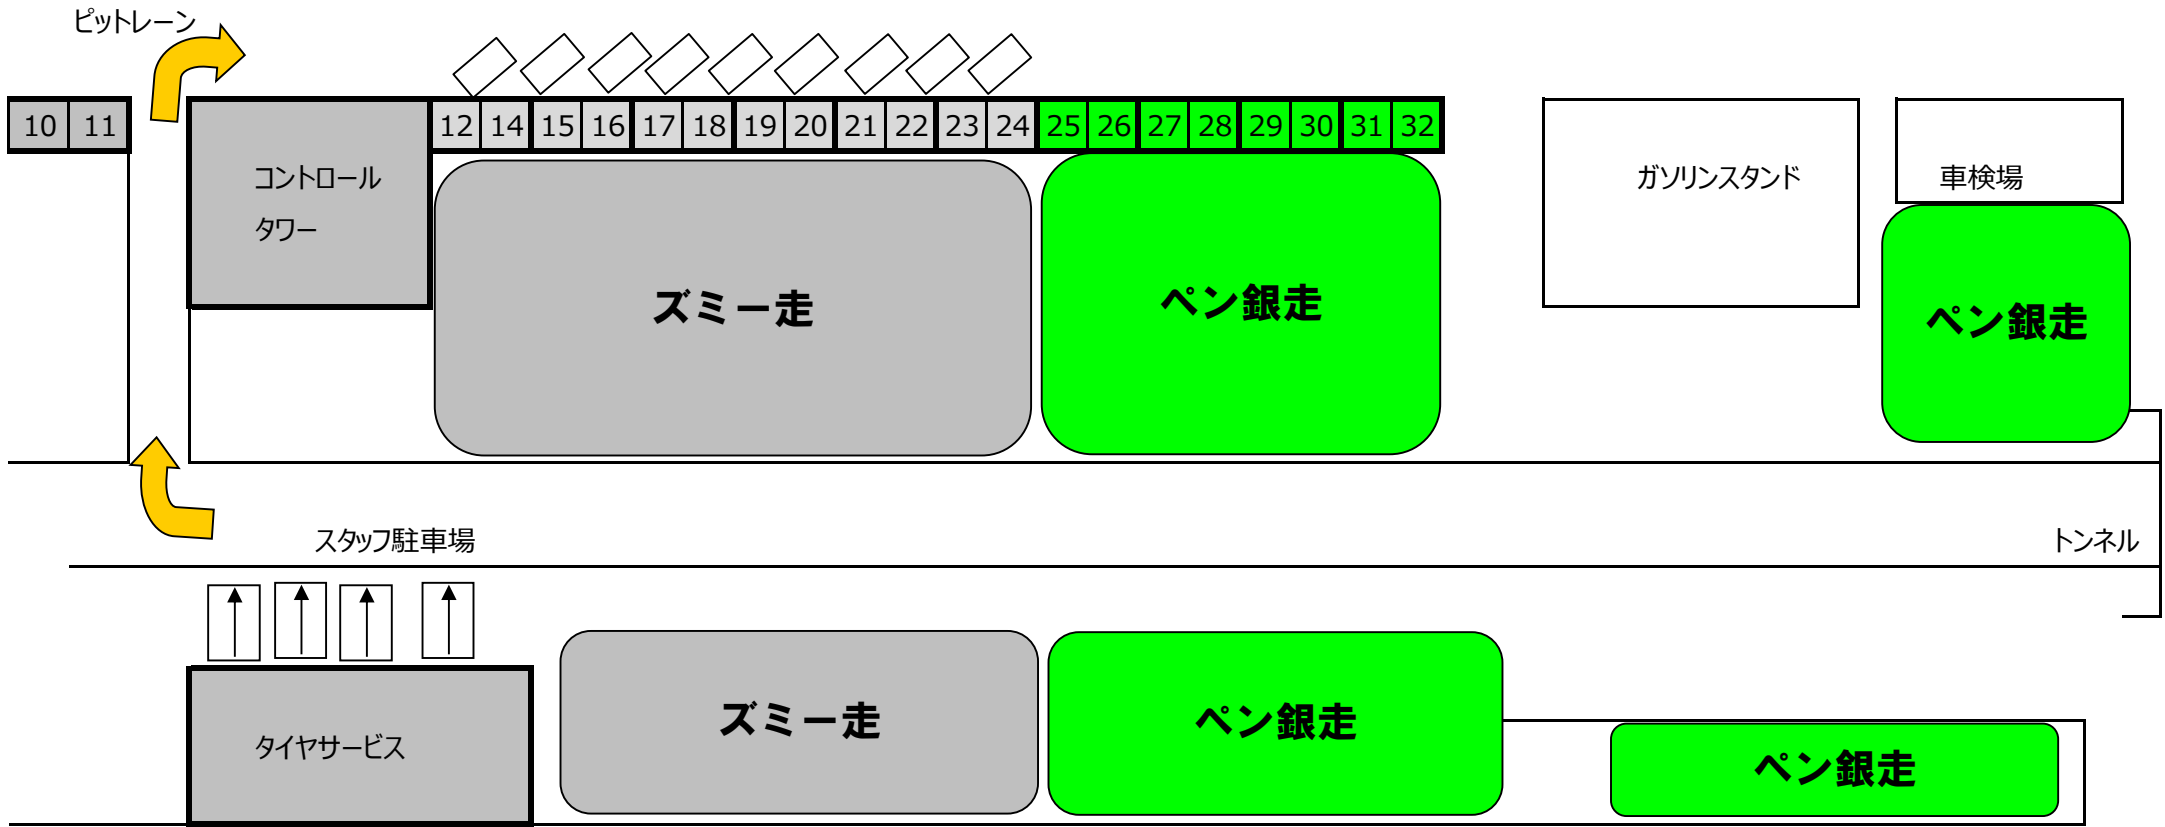 ピットレーン
10 11 12 14 15 16 17 18 19 20 21 22 23 24 25 26 27 28 29 30 31 32
コントロール
タワー
ガソリンスタンド
車検場
ズミー走
ペン銀走
ペン銀走
スタッフ駐車場
トンネル
タイヤサービス
ズミー走
ペン銀走
ペン銀走